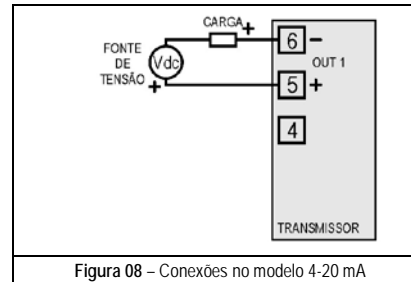 CARGA +
6 -
FONTE
DE
TENSÃO
Vdc
+
OUT 1
5 +
4
TRANSMISSOR
Figura 08 – Conexões no modelo 4-20 mA